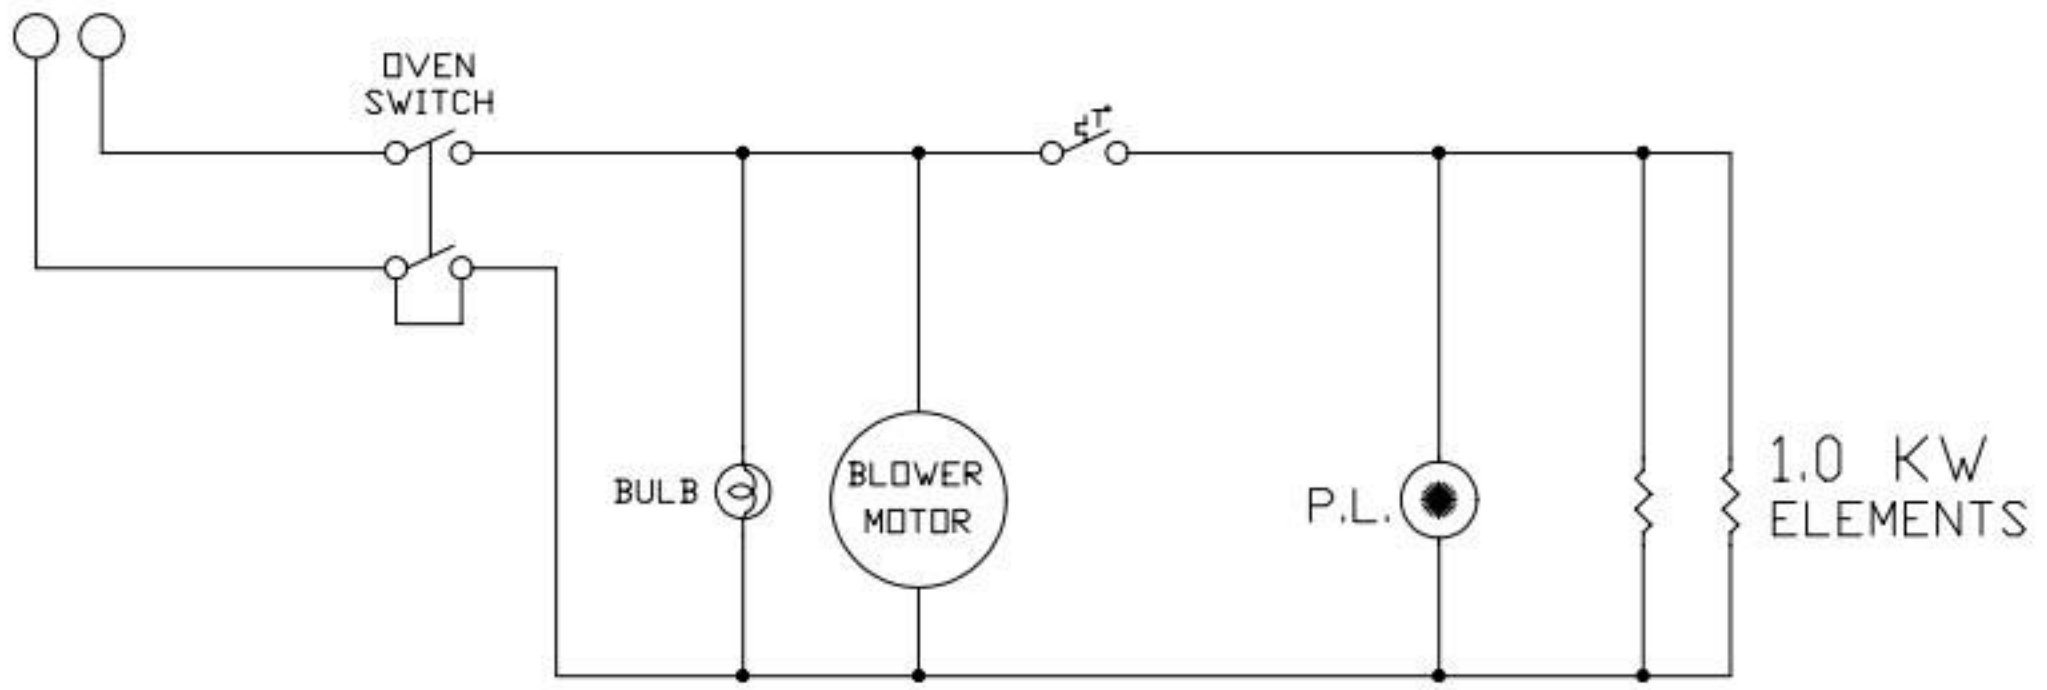 OVEN
SWITCH
T°
BULB
BLOWER
MOTOR
P.L.
1.0 KW
ELEMENTS